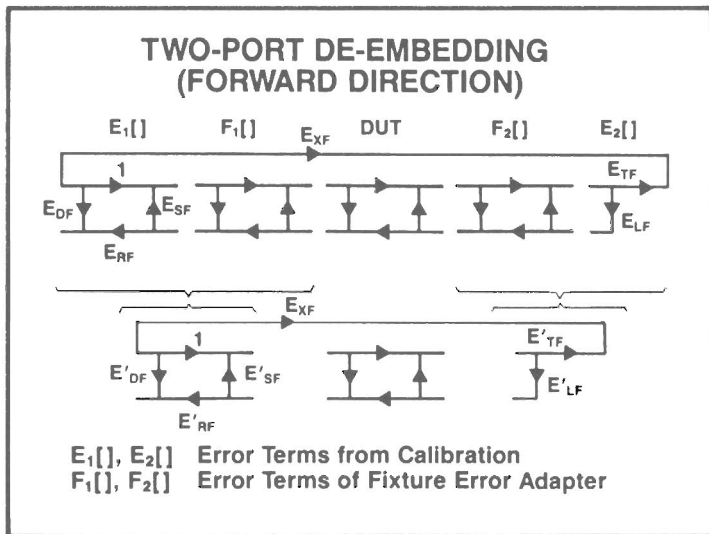 TWO-PORT DE-EMBEDDING
(FORWARD DIRECTION)
E₁[] F₁[] DUT F₂[] E₂[]
E_XF
1
E_TF
E_DF E_SF E_LF
E_RF
E_XF
1
E'_TF
E'_DF E'_SF E'_LF
E'_RF
E₁[], E₂[] Error Terms from Calibration
F₁[], F₂[] Error Terms of Fixture Error Adapter